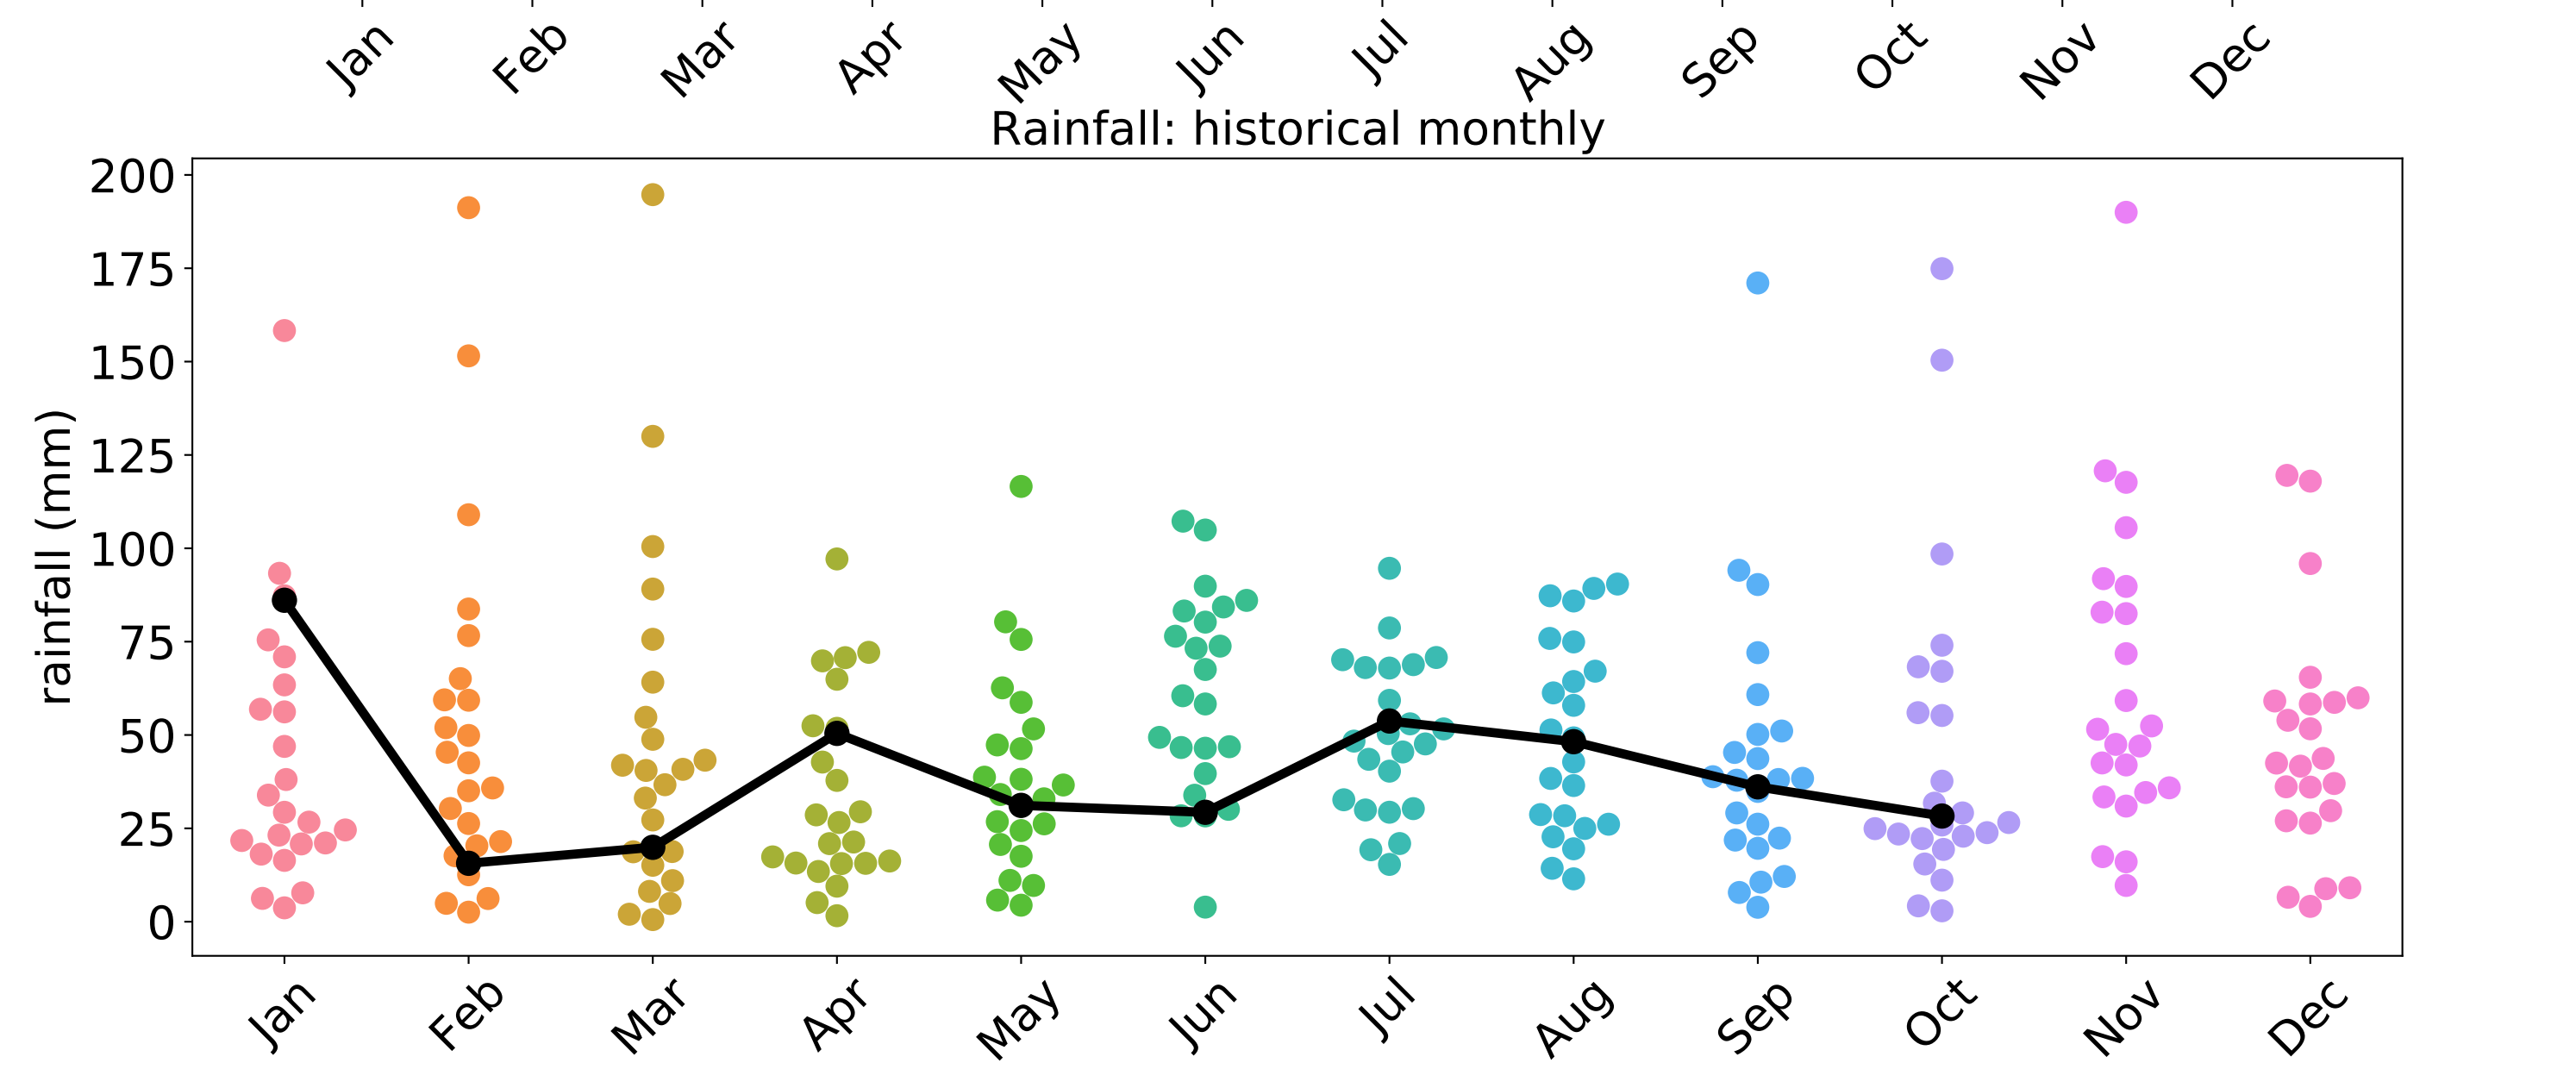 Jan Feb Mar Apr May Jun Jul Aug Sep Oct Nov Dec
Rainfall: historical monthly
rainfall (mm)
200
175
150
125
100
75
50
25
0
Jan Feb Mar Apr May Jun Jul Aug Sep Oct Nov Dec